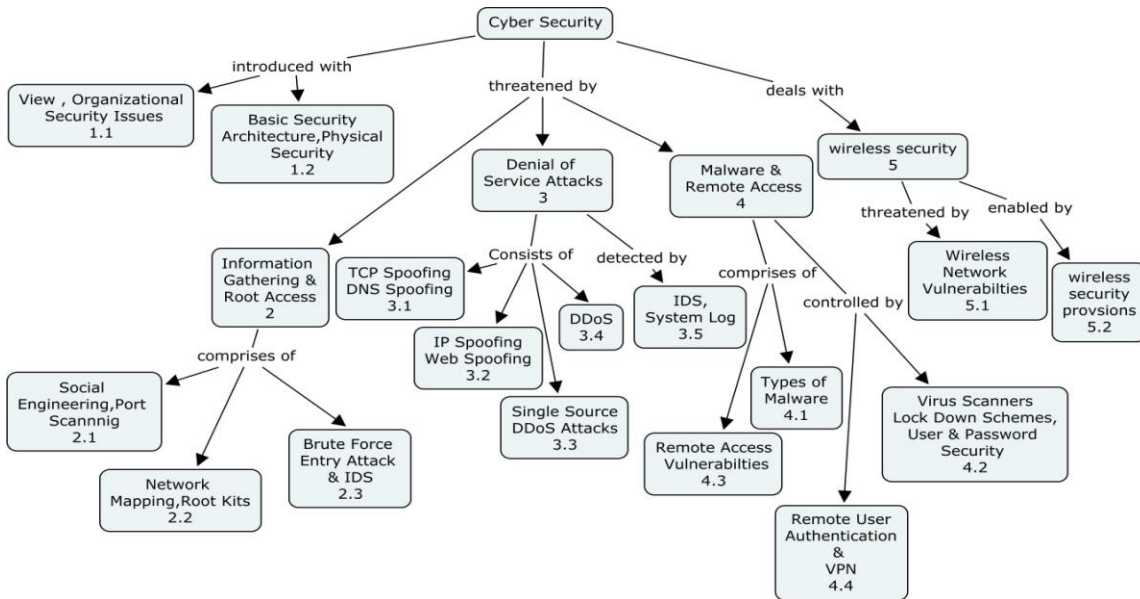 Cyber Security
introduced with
threatened by
deals with
View , Organizational
Security Issues
1.1
Basic Security
Architecture,Physical
Security
1.2
Denial of
Service Attacks
3
Malware &
Remote Access
4
wireless security
5
threatened by
enabled by
Information
Gathering &
Root Access
2
Consists of
detected by
comprises of
controlled by
Wireless
Network
Vulnerabilties
5.1
wireless
security
provsions
5.2
TCP Spoofing
DNS Spoofing
3.1
IP Spoofing
Web Spoofing
3.2
DDoS
3.4
IDS,
System Log
3.5
comprises of
Social
Engineering,Port
Scannnig
2.1
Network
Mapping,Root Kits
2.2
Brute Force
Entry Attack
& IDS
2.3
Single Source
DDoS Attacks
3.3
Types of
Malware
4.1
Remote Access
Vulnerabilties
4.3
Virus Scanners
Lock Down Schemes,
User & Password
Security
4.2
Remote User
Authentication
&
VPN
4.4